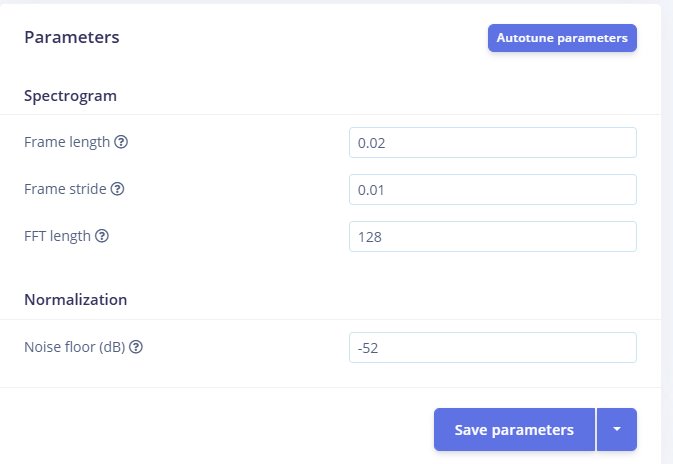 Parameters
Autotune parameters
Spectrogram
Frame length
0.02
Frame stride
0.01
FFT length
128
Normalization
Noise floor (dB)
-52
Save parameters